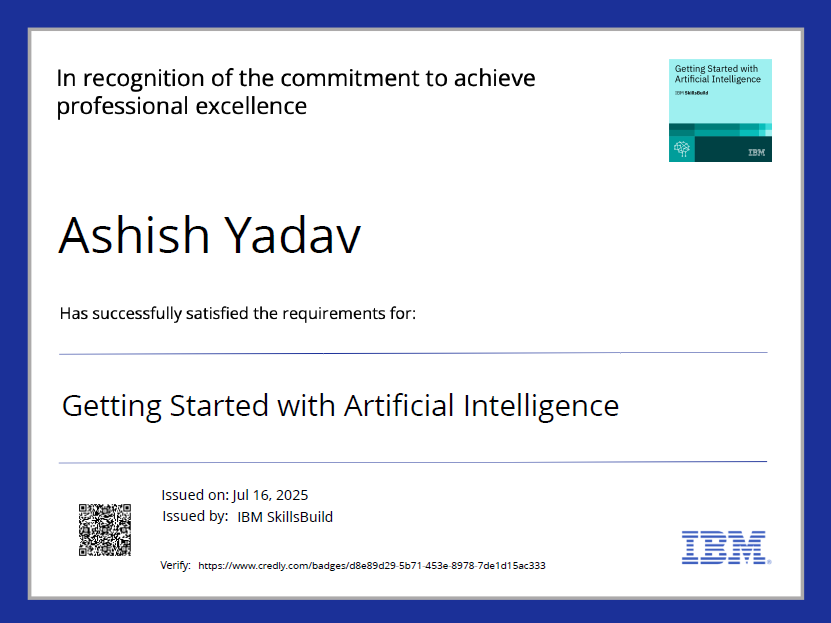 In recognition of the commitment to achieve
professional excellence
Getting Started with
Artificial Intelligence
IBM SkillsBuild
IBM
Ashish Yadav
Has successfully satisfied the requirements for:
Getting Started with Artificial Intelligence
Issued on: Jul 16, 2025
Issued by: IBM SkillsBuild
Verify: https://www.credly.com/badges/d8e89d29-5b71-453e-8978-7de1d15ac333
IBM®